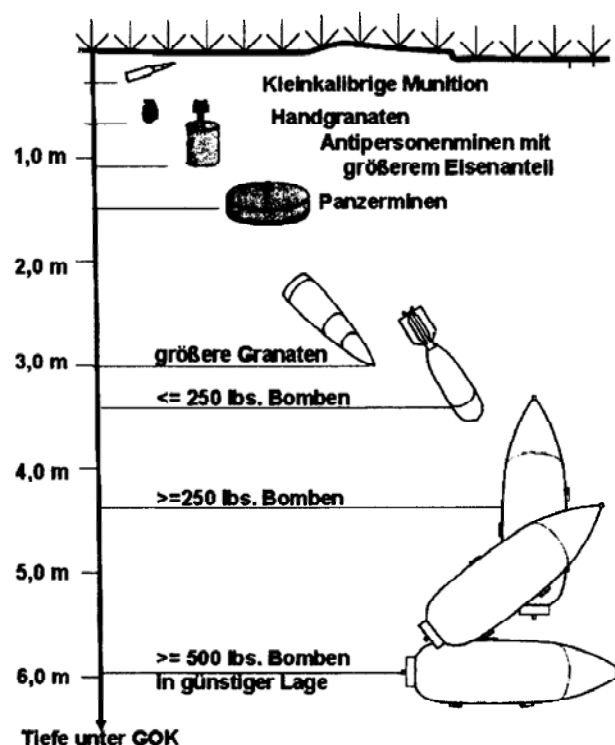 Kleinkalibrige Munition
Handgranaten
Antipersonenminen mit
größerem Eisenanteil
1,0 m
Panzerminen
2,0 m
größere Granaten
3,0 m
<= 250 lbs. Bomben
4,0 m
>=250 lbs. Bomben
5,0 m
>= 500 lbs. Bomben
In günstiger Lage
6,0 m
Tiefe unter GOK